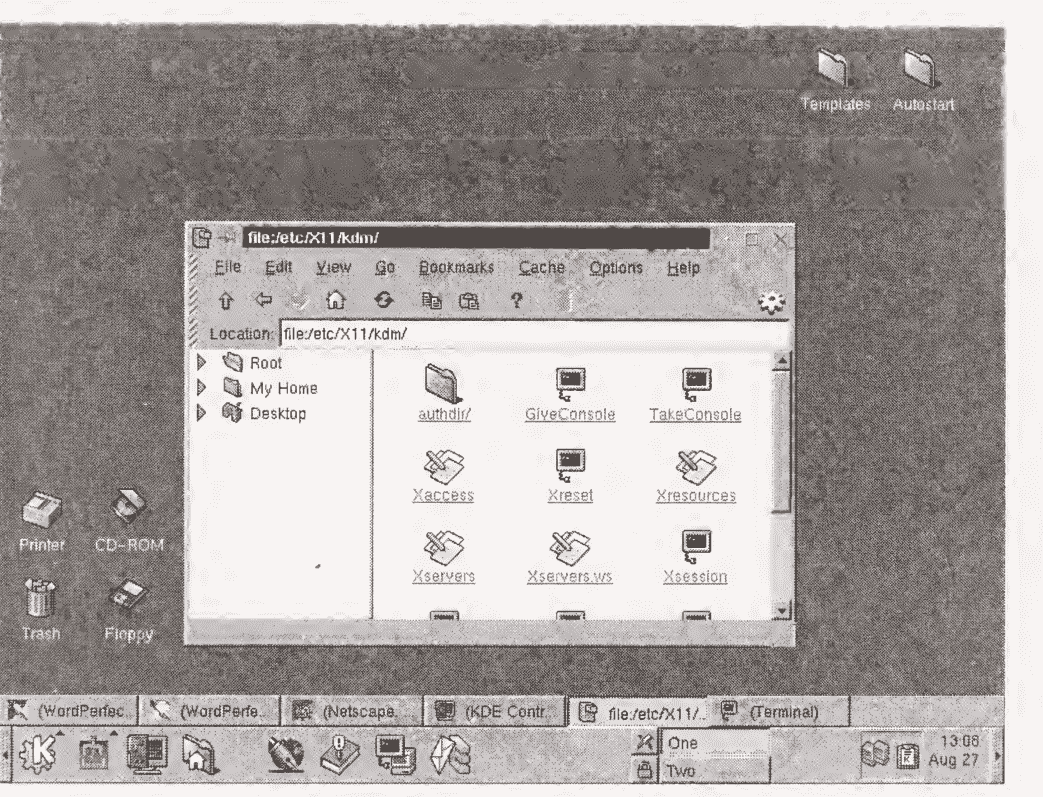 Templates Autostart
file:/etc/X11/kdm/
File Edit View Go Bookmarks Cache Options Help
?
Location: file:/etc/X11/kdm/
Root
My Home
Desktop
authdir/ GiveConsole TakeConsole
Xaccess Xreset Xresources
Xservers Xservers.ws Xsession
Printer CD-ROM
Trash Floppy
(WordPerfec. (WordPerfe. (Netscape. (KDE Contr. file:/etc/X11/. (Terminal)
K One 13:08
Two Aug 27